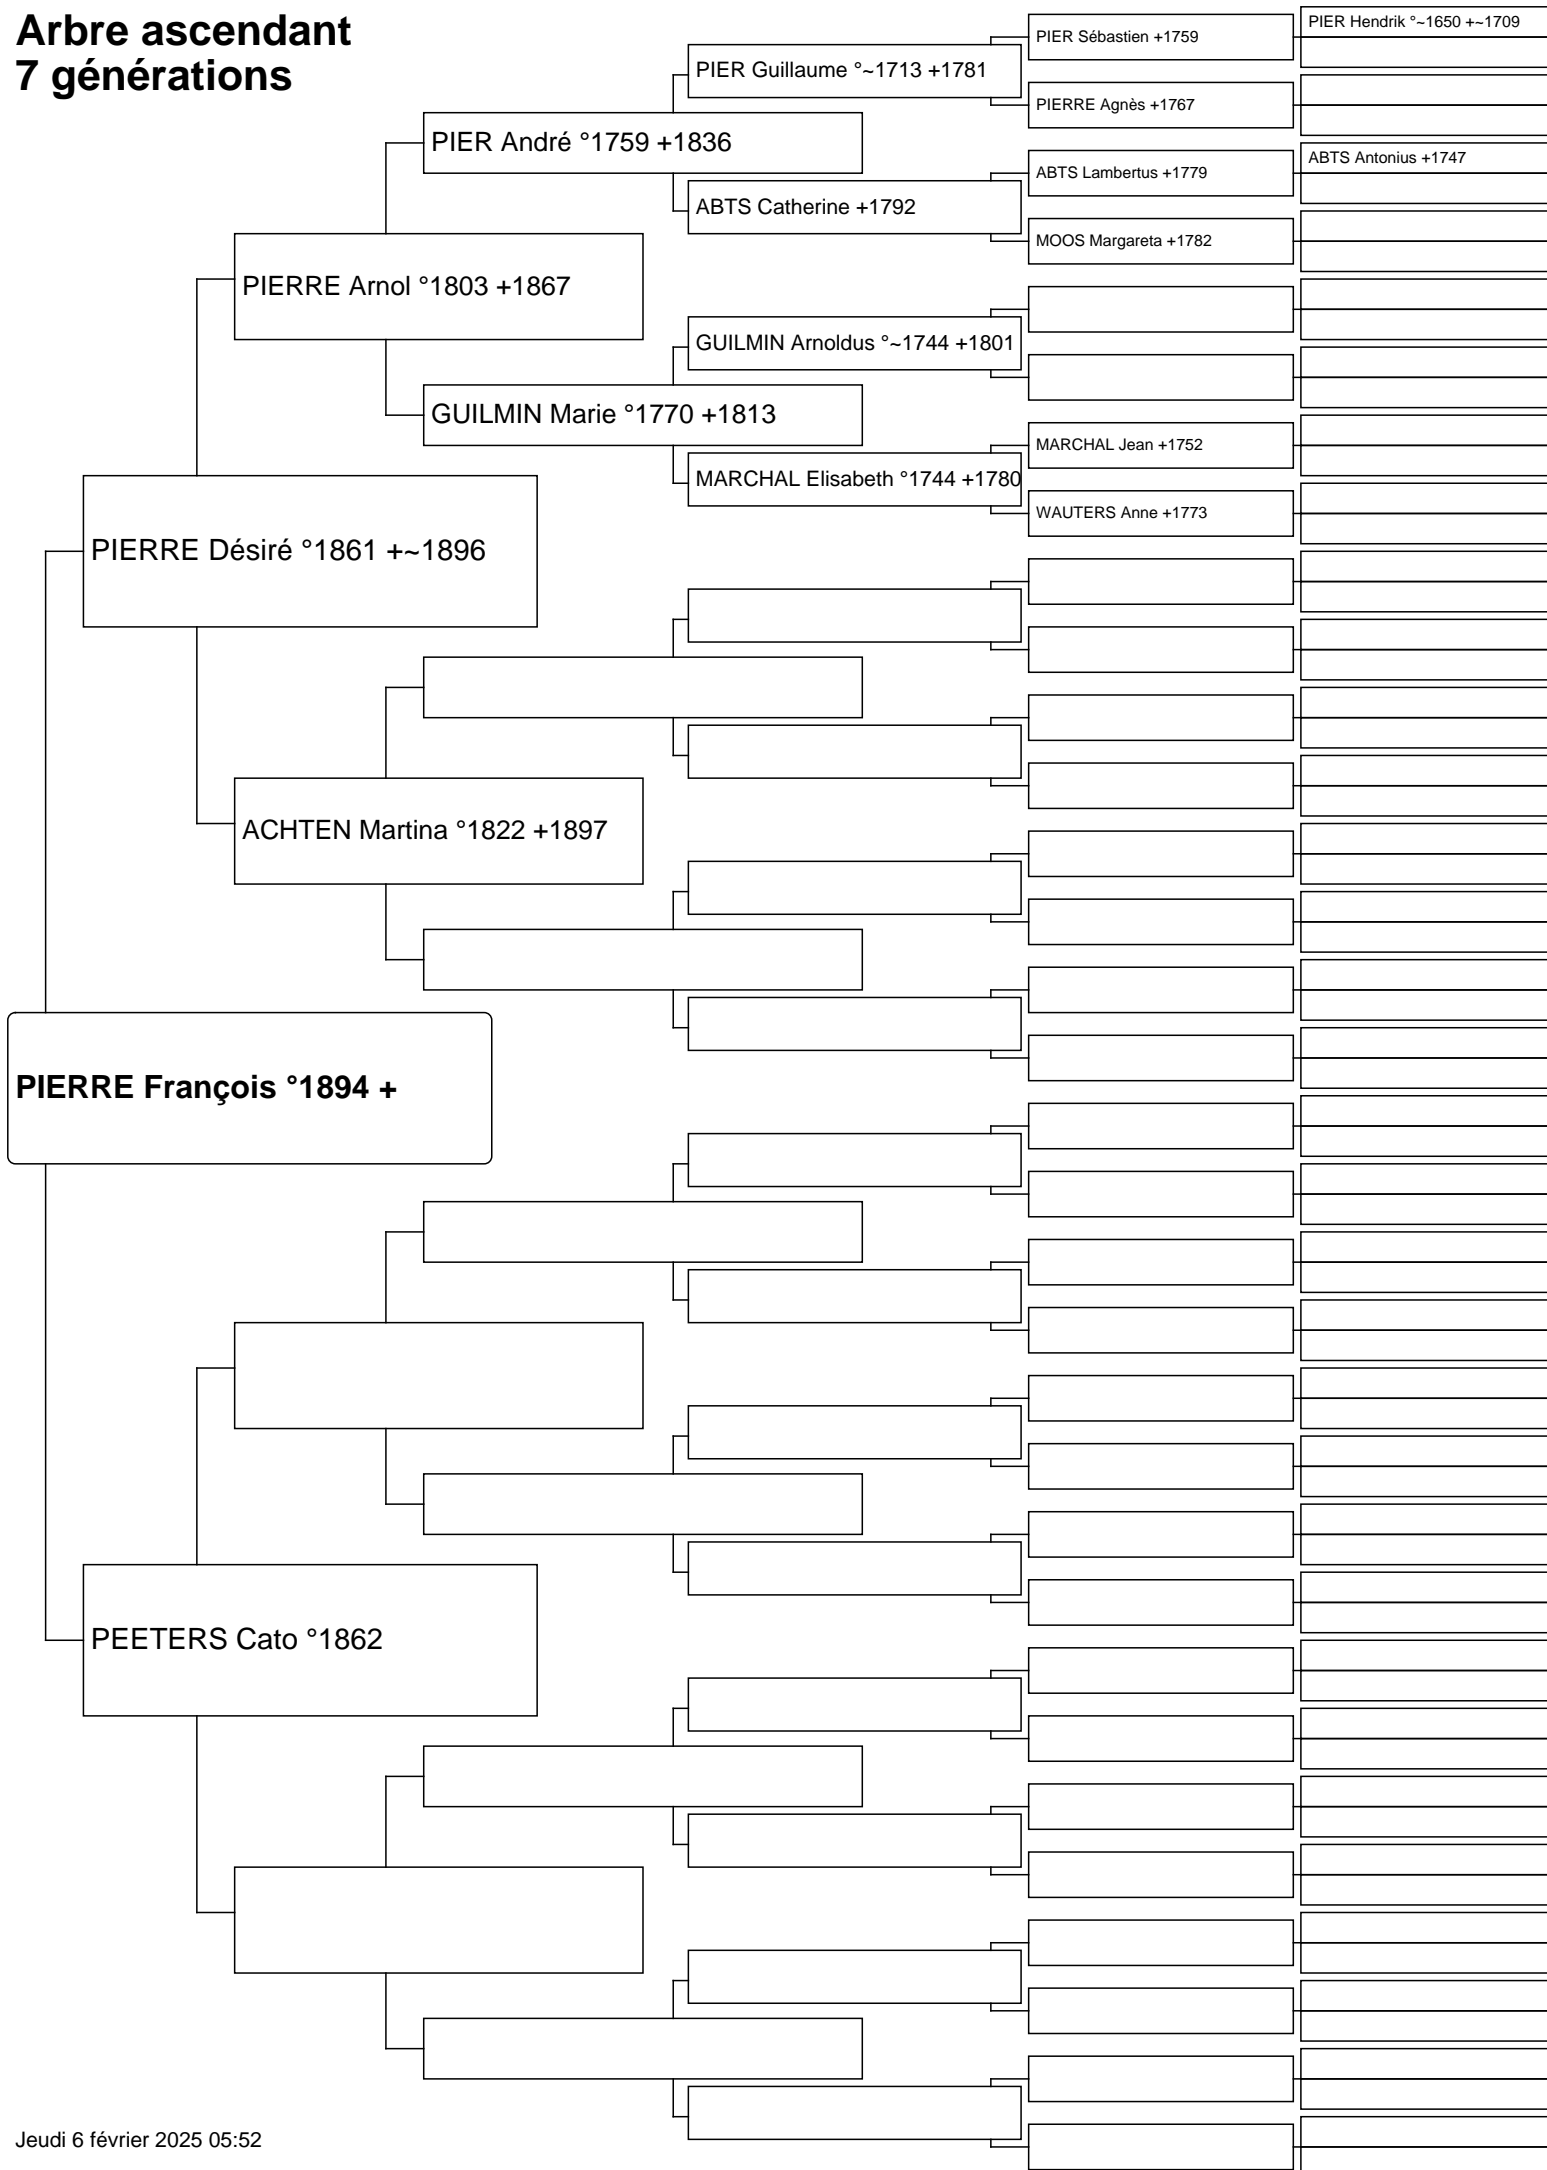 Arbre ascendant
7 générations
PIER Hendrik °~1650 +~1709
PIER Sébastien +1759
PIER Guillaume °~1713 +1781
PIERRE Agnès +1767
PIER André °1759 +1836
ABTS Antonius +1747
ABTS Lambertus +1779
ABTS Catherine +1792
MOOS Margareta +1782
PIERRE Arnol °1803 +1867
GUILMIN Arnoldus °~1744 +1801
GUILMIN Marie °1770 +1813
MARCHAL Jean +1752
MARCHAL Elisabeth °1744 +1780
WAUTERS Anne +1773
PIERRE Désiré °1861 +~1896
ACHTEN Martina °1822 +1897
PIERRE François °1894 +
PEETERS Cato °1862
Jeudi 6 février 2025 05:52